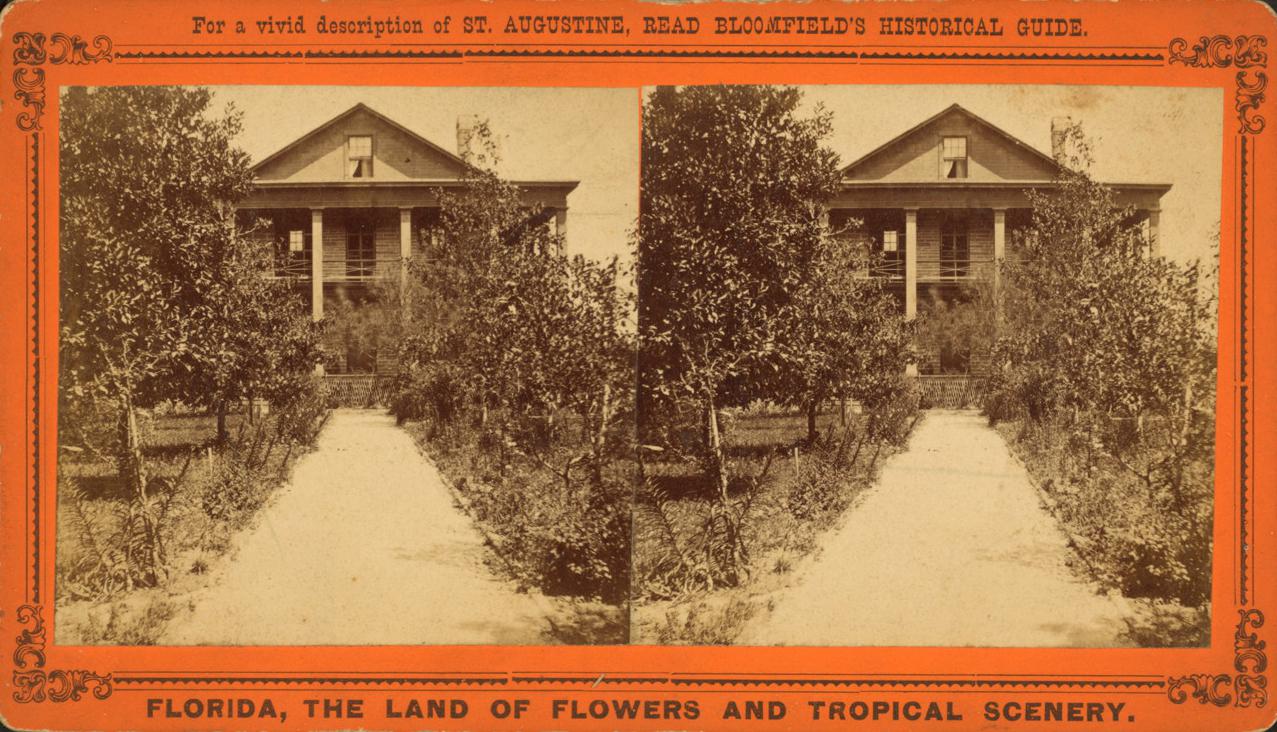 For a vivid description of ST. AUGUSTINE, READ BLOOMFIELD'S HISTORICAL GUIDE.
FLORIDA, THE LAND OF FLOWERS AND TROPICAL SCENERY.